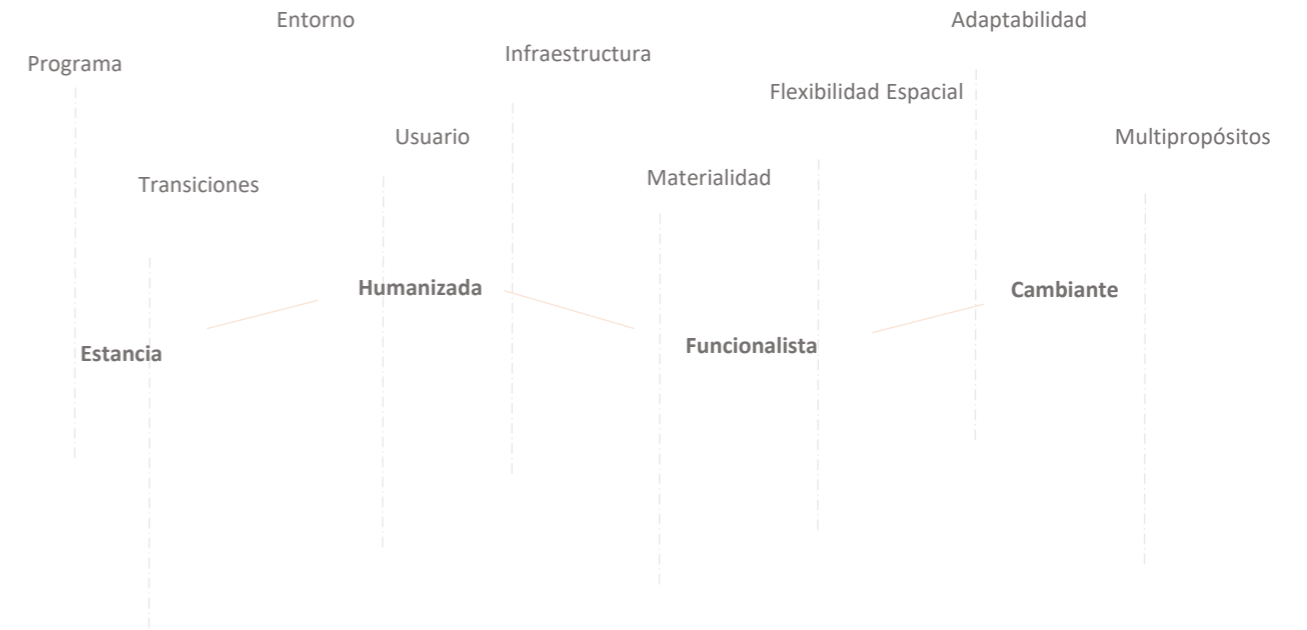 Entorno
Adaptabilidad
Infraestructura
Programa
Flexibilidad Espacial
Usuario
Multipropósitos
Materialidad
Transiciones
Humanizada
Cambiante
Funcionalista
Estancia